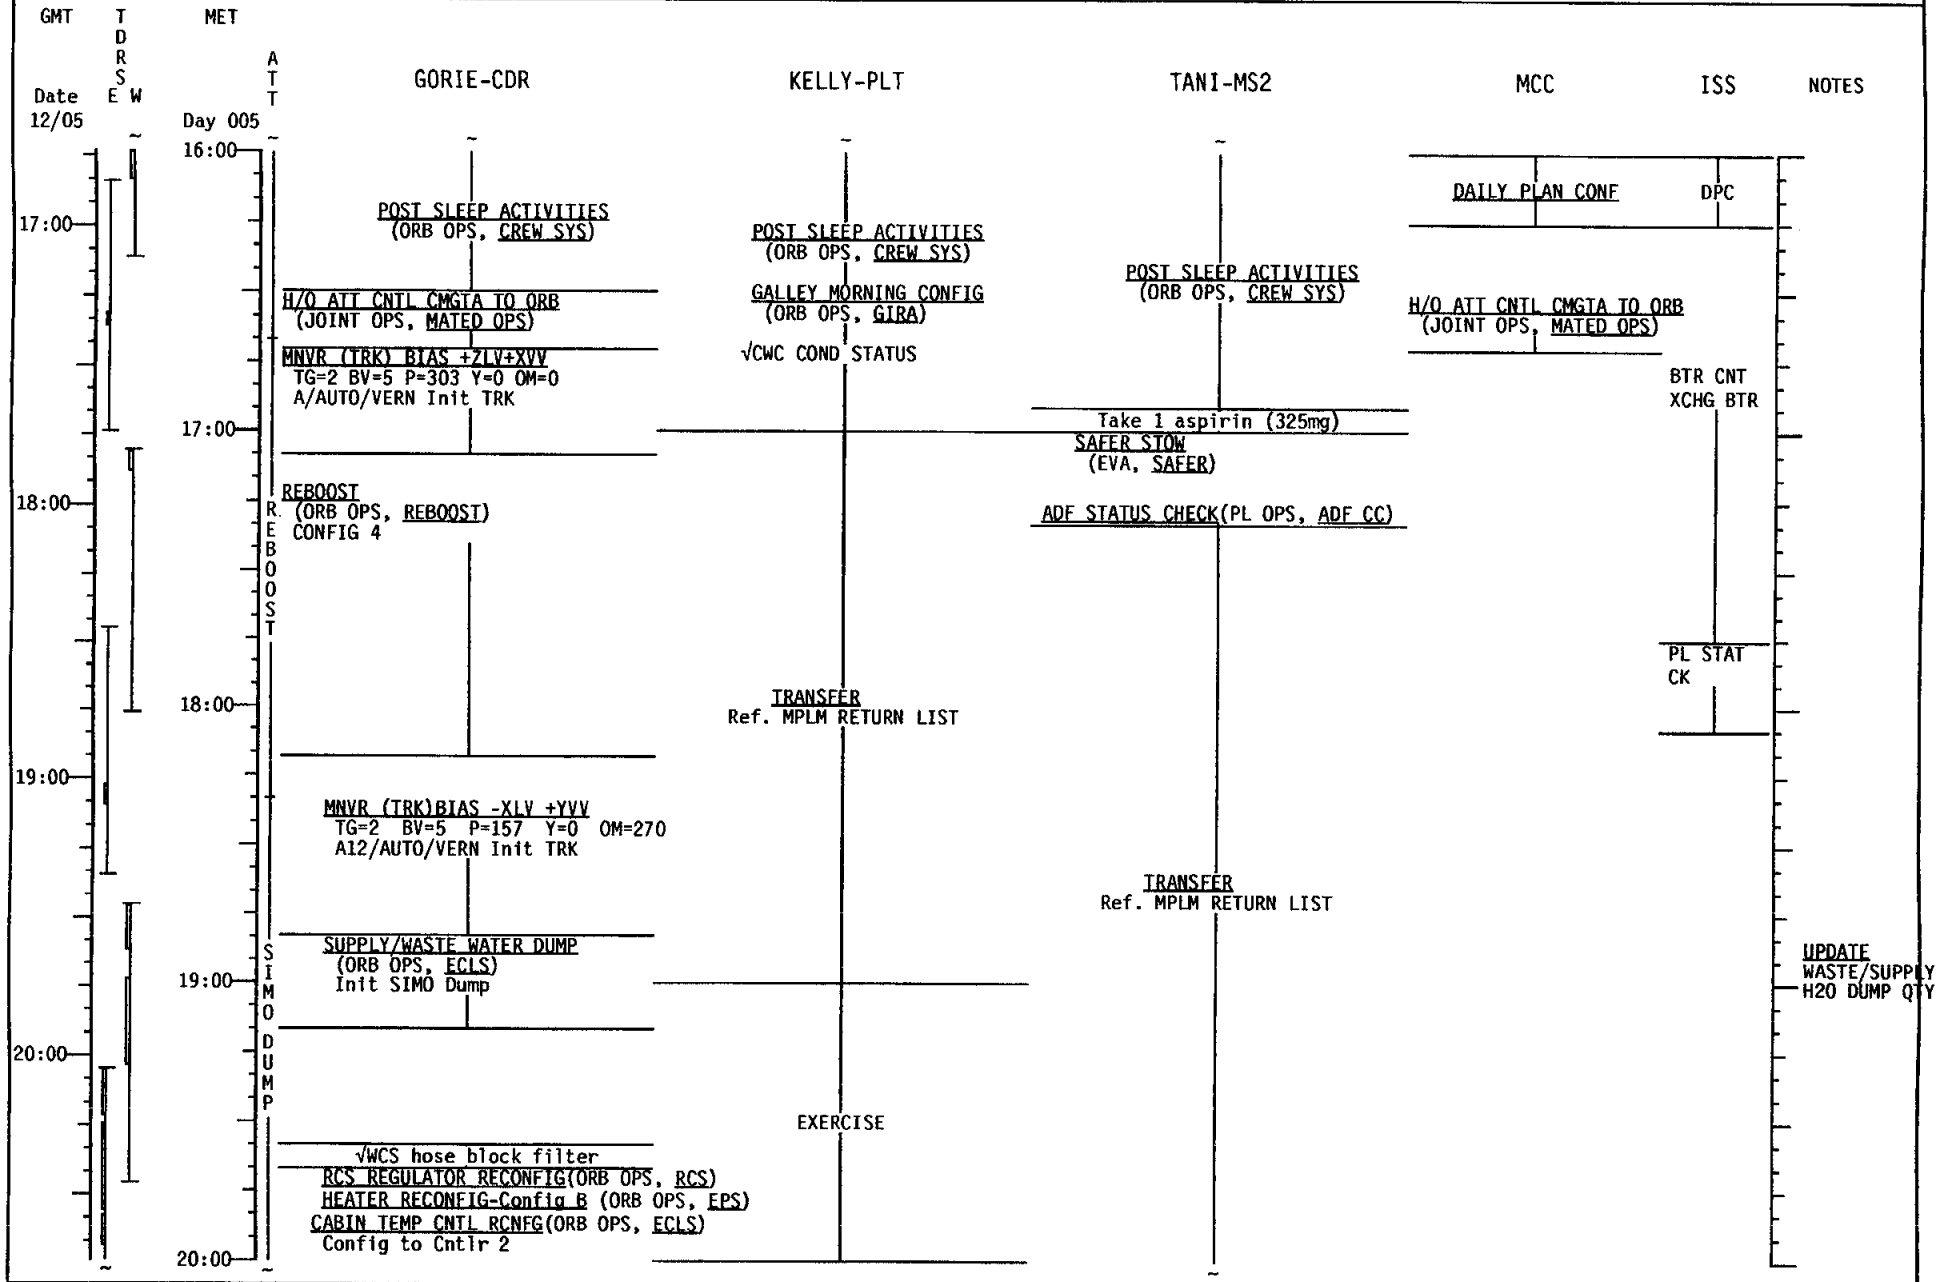 GMT
TDRS
E W
MET
ATT
GORIE-CDR
KELLY-PLT
TANI-MS2
MCC
ISS
NOTES
Date
12/05
Day 005
16:00
17:00
18:00
19:00
20:00
17:00
18:00
19:00
20:00
REBOOST
SIMO DUMP
POST SLEEP ACTIVITIES
(ORB OPS, CREW SYS)
H/O ATT CNTL CMGTA TO ORB
(JOINT OPS, MATED OPS)
MNVR (TRK) BIAS +ZLV+XVV
TG=2 BV=5 P=303 Y=0 OM=0
A/AUTO/VERN Init TRK
REBOOST
(ORB OPS, REBOOST)
CONFIG 4
MNVR (TRK)BIAS -XLV +YVV
TG=2 BV=5 P=157 Y=0 OM=270
A12/AUTO/VERN Init TRK
SUPPLY/WASTE WATER DUMP
(ORB OPS, ECLS)
Init SIMO Dump
√WCS hose block filter
RCS REGULATOR RECONFIG(ORB OPS, RCS)
HEATER RECONFIG-Config B (ORB OPS, EPS)
CABIN TEMP CNTL RCNFG(ORB OPS, ECLS)
Config to Cntlr 2
POST SLEEP ACTIVITIES
(ORB OPS, CREW SYS)
GALLEY MORNING CONFIG
(ORB OPS, GIRA)
√CWC COND STATUS
TRANSFER
Ref. MPLM RETURN LIST
EXERCISE
POST SLEEP ACTIVITIES
(ORB OPS, CREW SYS)
Take 1 aspirin (325mg)
SAFER STOW
(EVA, SAFER)
ADF STATUS CHECK(PL OPS, ADF CC)
TRANSFER
Ref. MPLM RETURN LIST
DAILY PLAN CONF
H/O ATT CNTL CMGTA TO ORB
(JOINT OPS, MATED OPS)
DPC
BTR CNT
XCHG BTR
PL STAT
CK
UPDATE
WASTE/SUPPLY
H2O DUMP QTY